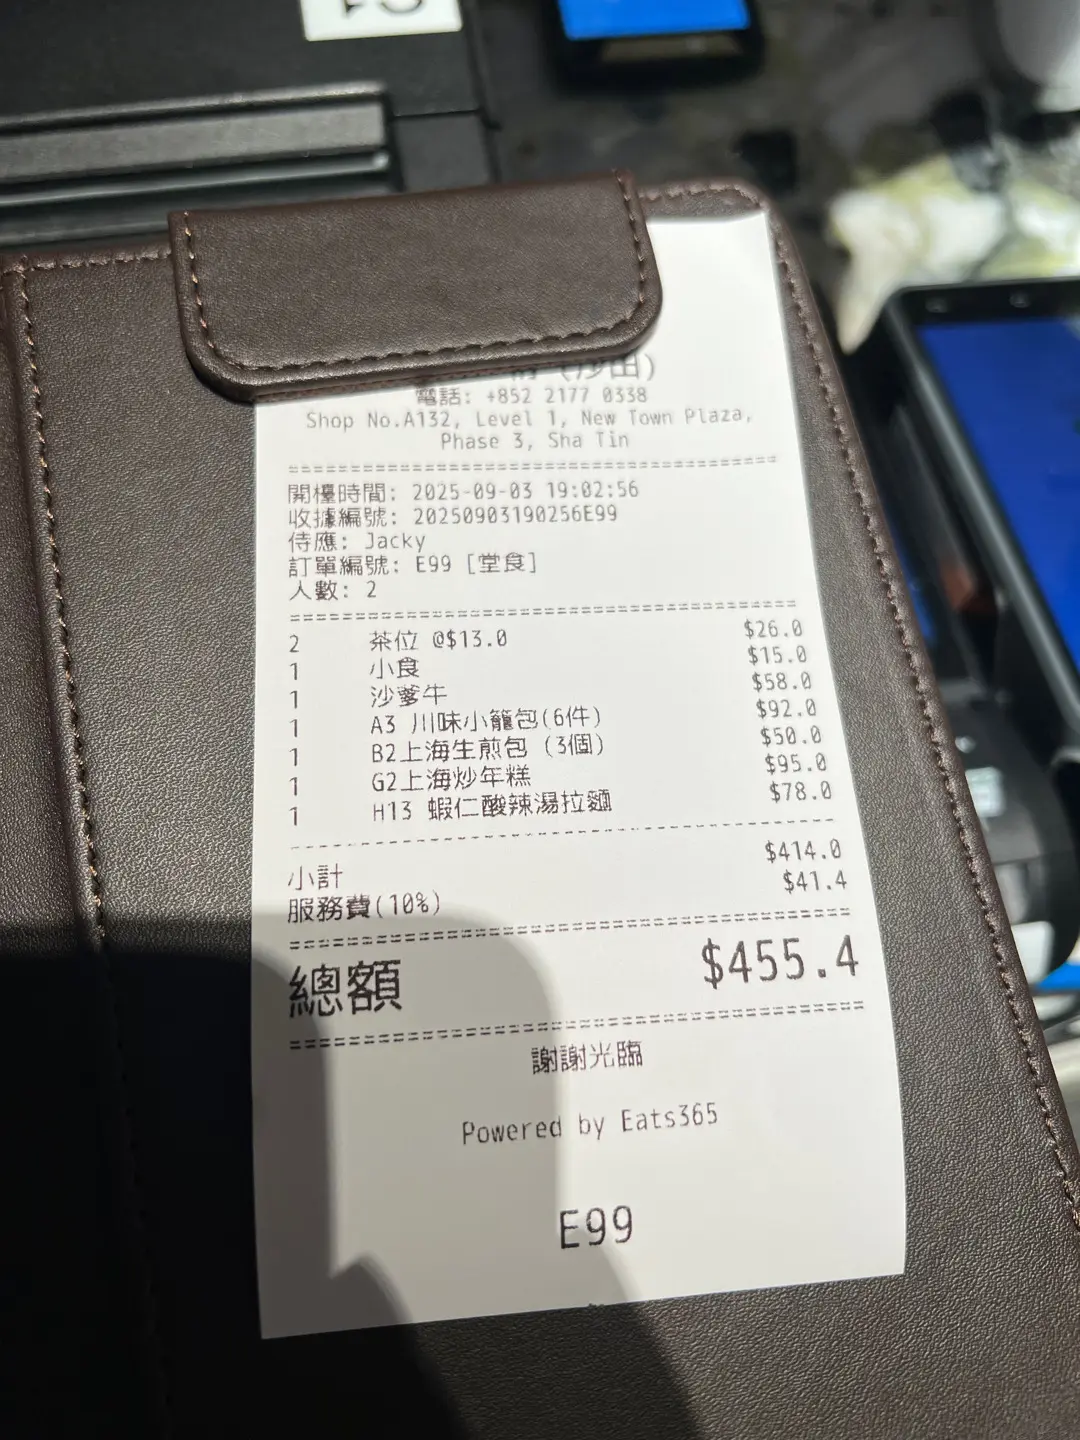 (沙田)
電話: +852 2177 0338
Shop No.A132, Level 1, New Town Plaza,
Phase 3, Sha Tin
開檯時間: 2025-09-03 19:02:56
收據編號: 20250903190256E99
侍應: Jacky
訂單編號: E99 [堂食]
人數: 2
2 茶位 @$13.0 $26.0
1 小食 $15.0
1 沙爹牛 $58.0
1 A3 川味小籠包(6件) $92.0
1 B2上海生煎包 (3個) $50.0
1 G2上海炒年糕 $95.0
1 H13 蝦仁酸辣湯拉麵 $78.0
小計 $414.0
服務費(10%) $41.4
總額 $455.4
謝謝光臨
Powered by Eats365
E99